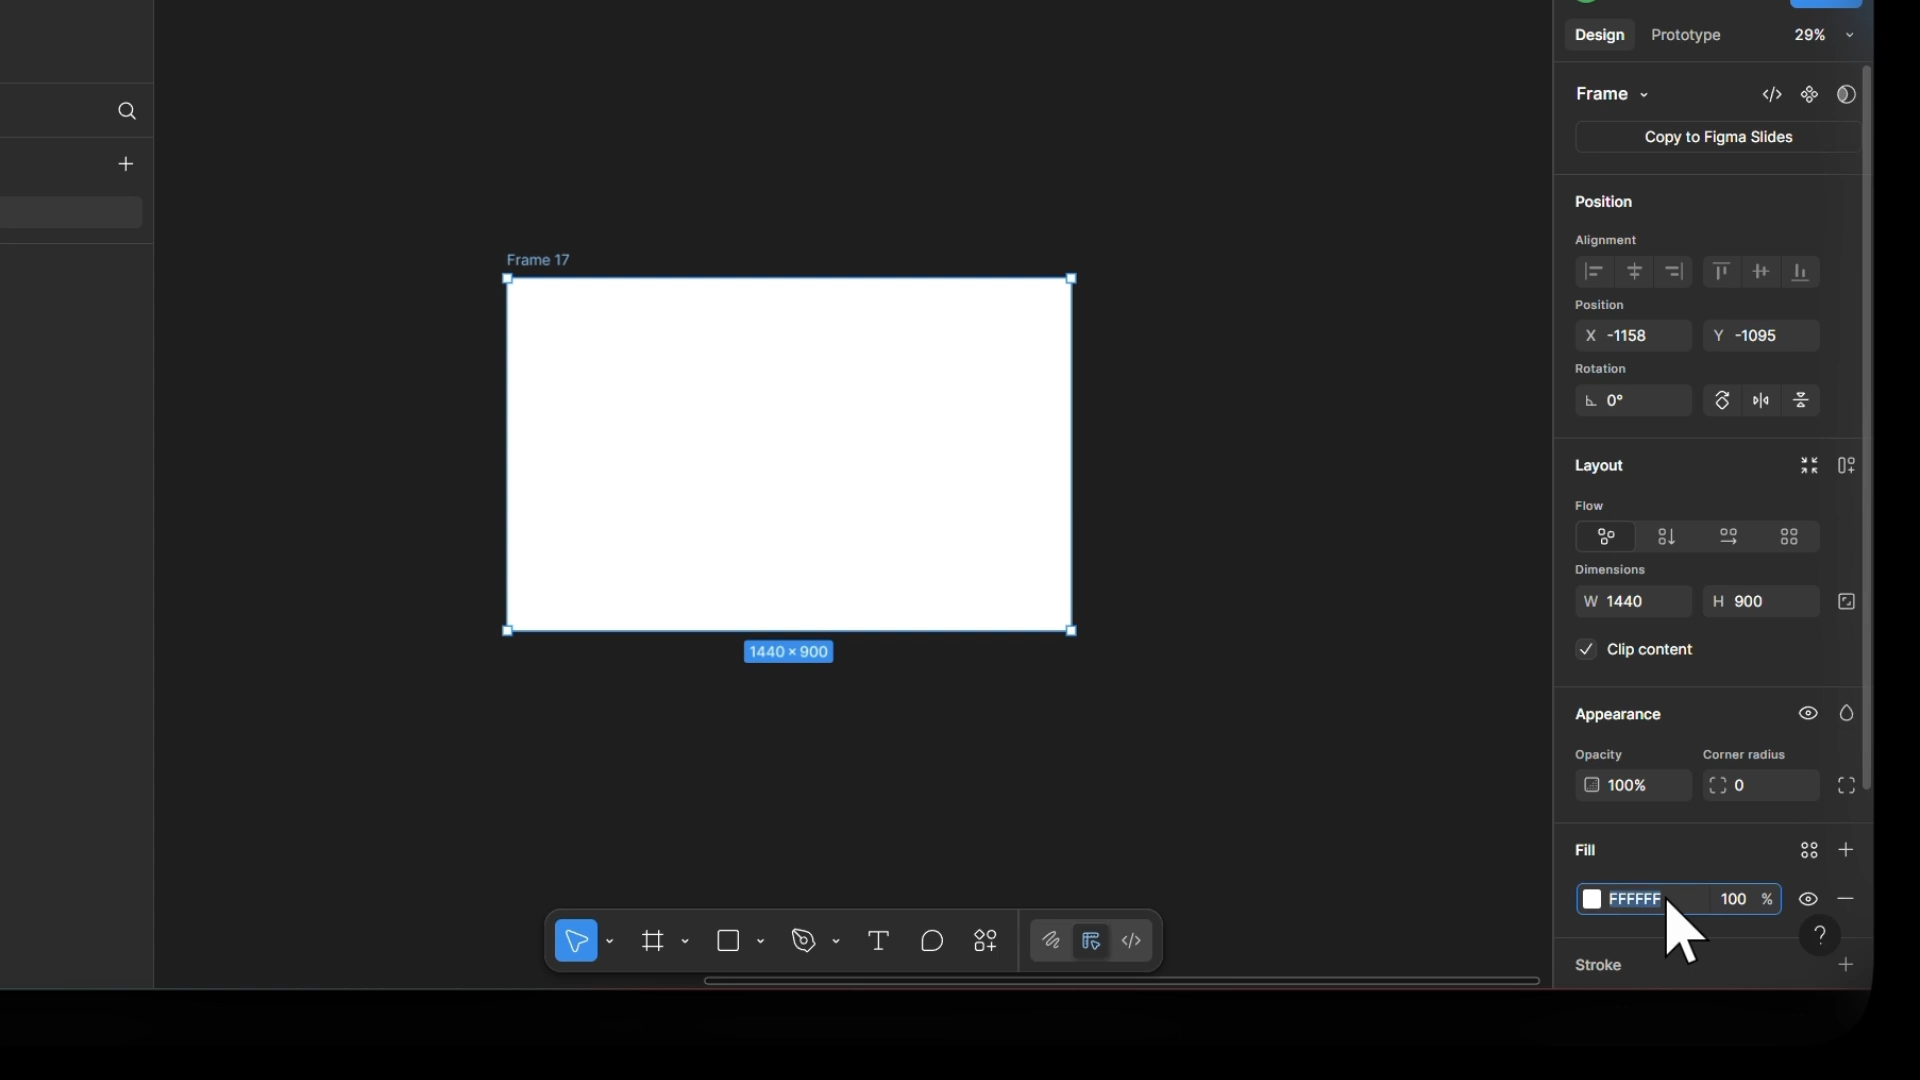 Design Prototype 29%
Frame
Copy to Figma Slides
Position
Alignment
Position
X -1158 Y -1095
Rotation
0°
Layout
Flow
Dimensions
W 1440 H 900
Clip content
Appearance
Opacity Corner radius
100% 0
Fill
FFFFFF 100 %
Stroke
?
Frame 17
1440 × 900